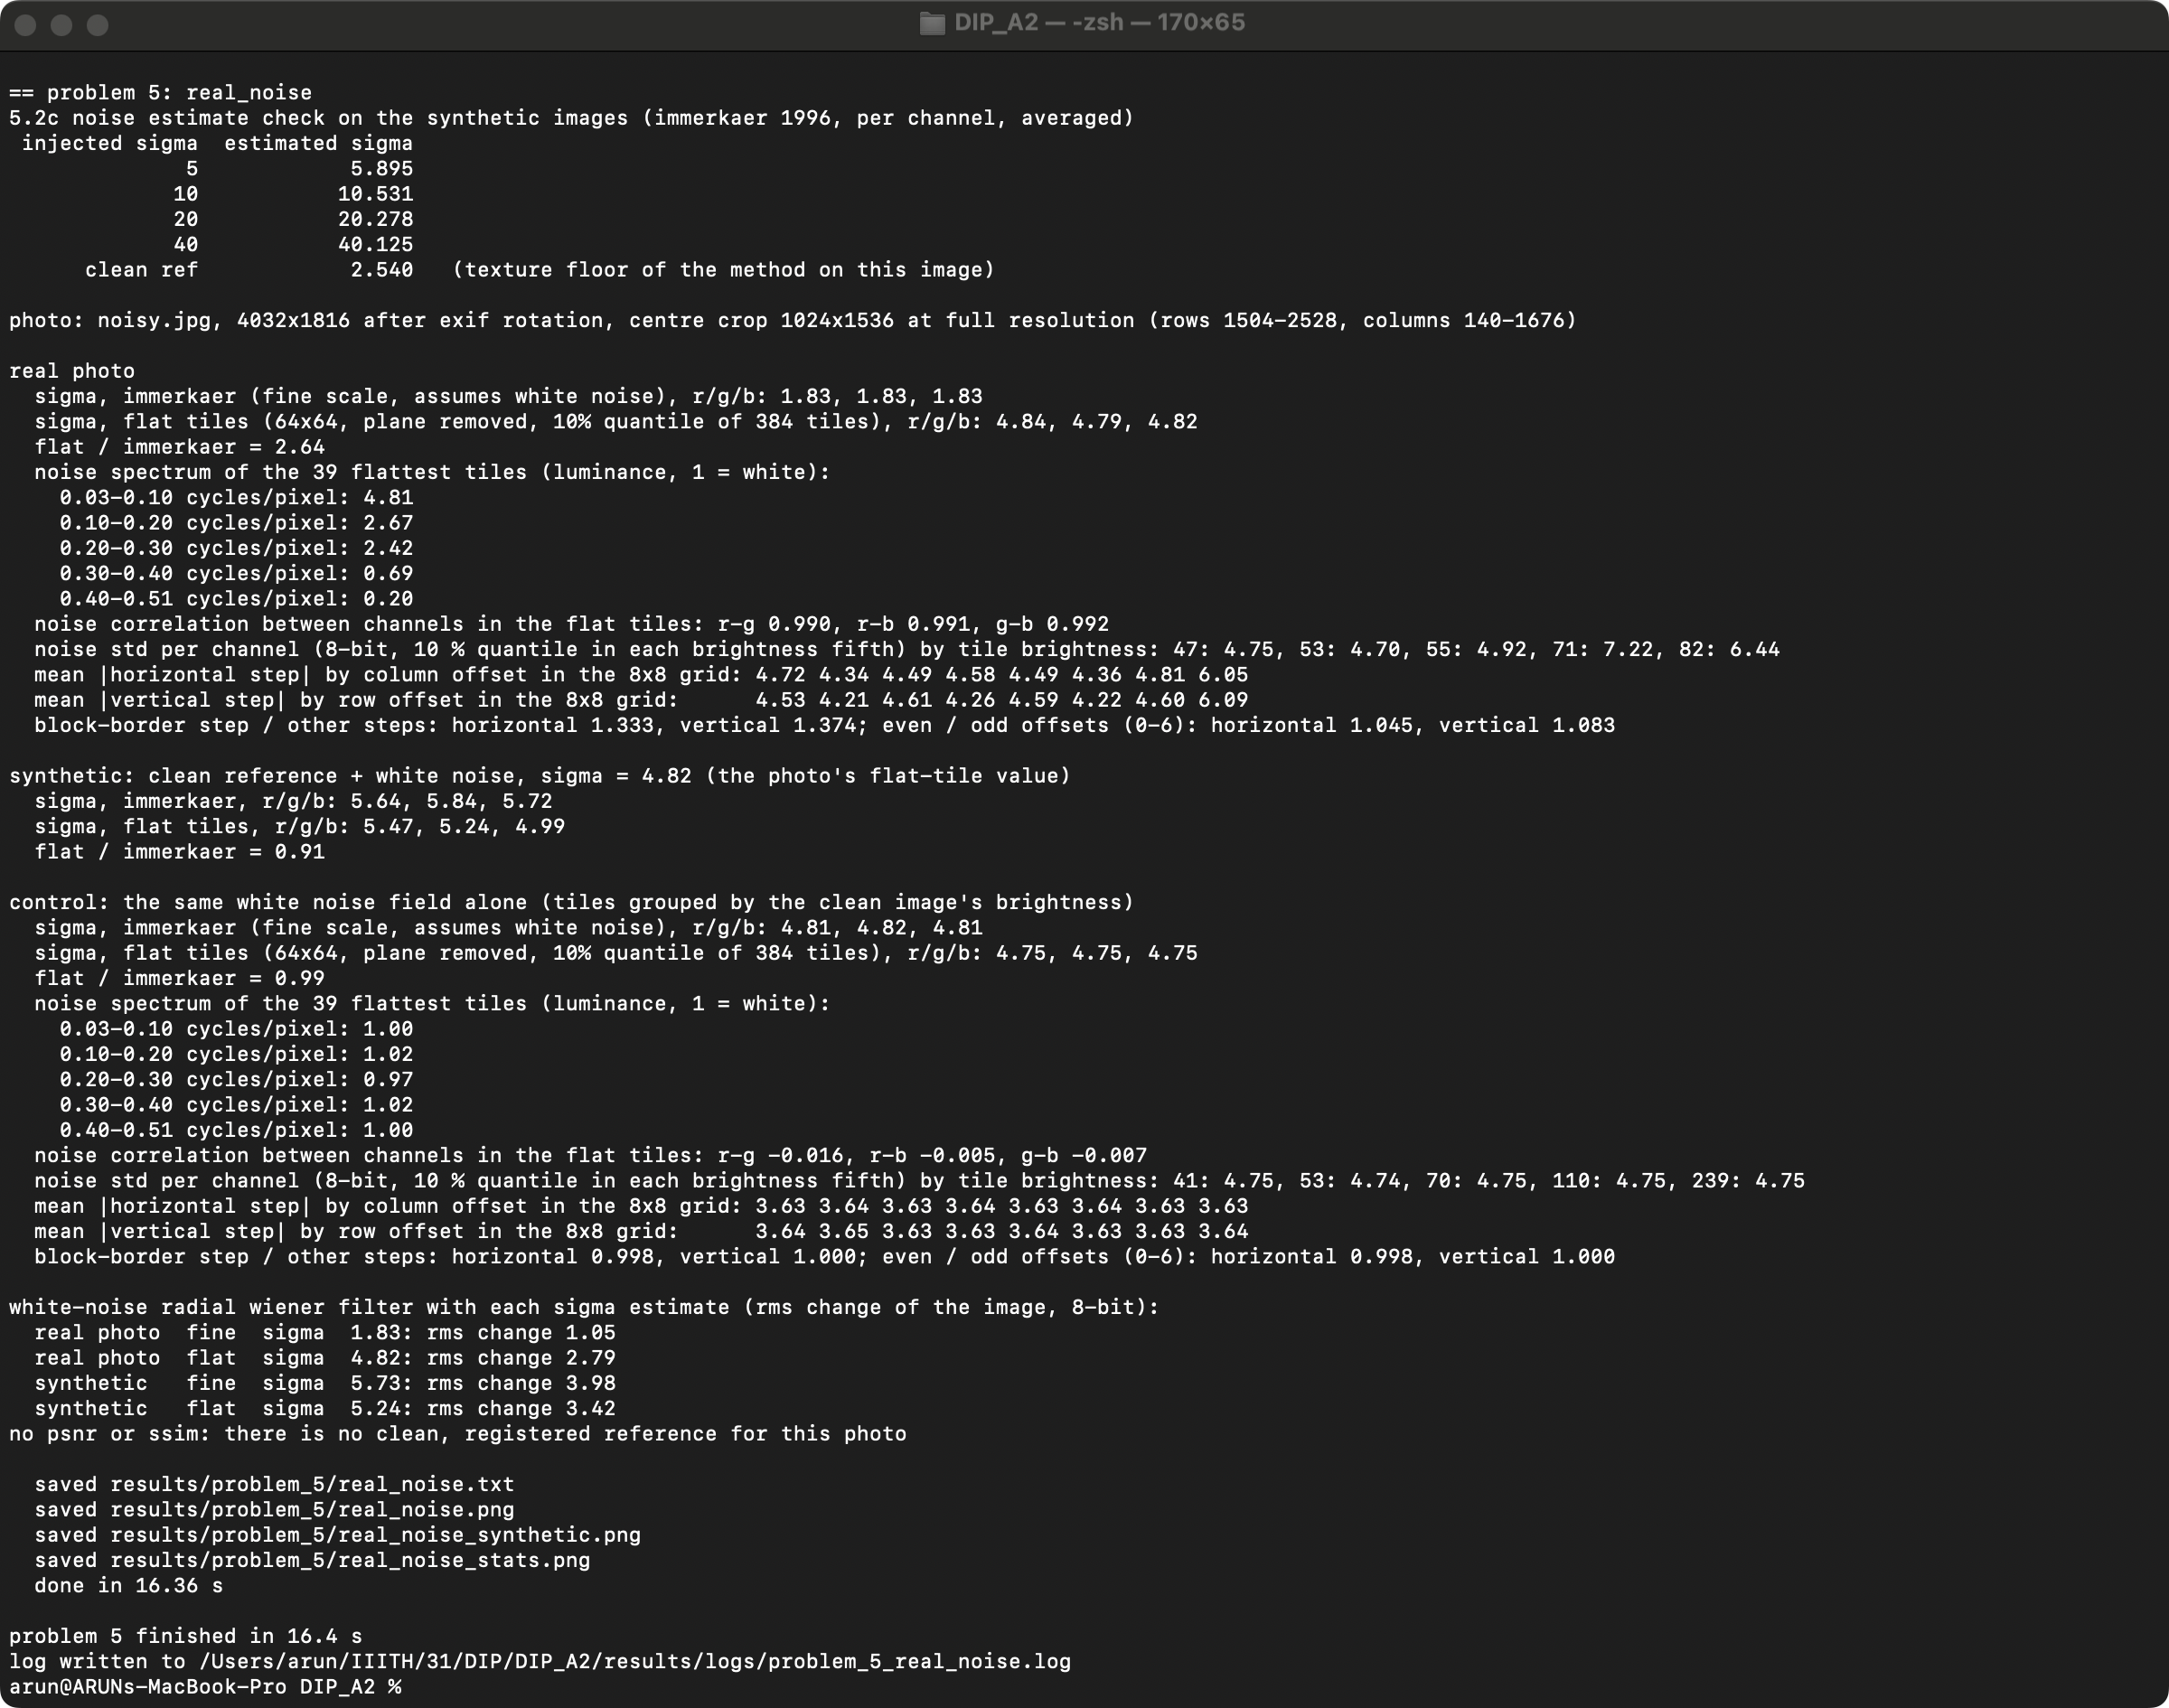 DIP_A2 — -zsh — 170×65
== problem 5: real_noise
5.2c noise estimate check on the synthetic images (immerkaer 1996, per channel, averaged)
 injected sigma  estimated sigma
              5            5.895
             10           10.531
             20           20.278
             40           40.125
      clean ref            2.540   (texture floor of the method on this image)
photo: noisy.jpg, 4032x1816 after exif rotation, centre crop 1024x1536 at full resolution (rows 1504-2528, columns 140-1676)
real photo
  sigma, immerkaer (fine scale, assumes white noise), r/g/b: 1.83, 1.83, 1.83
  sigma, flat tiles (64x64, plane removed, 10% quantile of 384 tiles), r/g/b: 4.84, 4.79, 4.82
  flat / immerkaer = 2.64
  noise spectrum of the 39 flattest tiles (luminance, 1 = white):
    0.03-0.10 cycles/pixel: 4.81
    0.10-0.20 cycles/pixel: 2.67
    0.20-0.30 cycles/pixel: 2.42
    0.30-0.40 cycles/pixel: 0.69
    0.40-0.51 cycles/pixel: 0.20
  noise correlation between channels in the flat tiles: r-g 0.990, r-b 0.991, g-b 0.992
  noise std per channel (8-bit, 10 % quantile in each brightness fifth) by tile brightness: 47: 4.75, 53: 4.70, 55: 4.92, 71: 7.22, 82: 6.44
  mean |horizontal step| by column offset in the 8x8 grid: 4.72 4.34 4.49 4.58 4.49 4.36 4.81 6.05
  mean |vertical step| by row offset in the 8x8 grid:      4.53 4.21 4.61 4.26 4.59 4.22 4.60 6.09
  block-border step / other steps: horizontal 1.333, vertical 1.374; even / odd offsets (0-6): horizontal 1.045, vertical 1.083
synthetic: clean reference + white noise, sigma = 4.82 (the photo's flat-tile value)
  sigma, immerkaer, r/g/b: 5.64, 5.84, 5.72
  sigma, flat tiles, r/g/b: 5.47, 5.24, 4.99
  flat / immerkaer = 0.91
control: the same white noise field alone (tiles grouped by the clean image's brightness)
  sigma, immerkaer (fine scale, assumes white noise), r/g/b: 4.81, 4.82, 4.81
  sigma, flat tiles (64x64, plane removed, 10% quantile of 384 tiles), r/g/b: 4.75, 4.75, 4.75
  flat / immerkaer = 0.99
  noise spectrum of the 39 flattest tiles (luminance, 1 = white):
    0.03-0.10 cycles/pixel: 1.00
    0.10-0.20 cycles/pixel: 1.02
    0.20-0.30 cycles/pixel: 0.97
    0.30-0.40 cycles/pixel: 1.02
    0.40-0.51 cycles/pixel: 1.00
  noise correlation between channels in the flat tiles: r-g -0.016, r-b -0.005, g-b -0.007
  noise std per channel (8-bit, 10 % quantile in each brightness fifth) by tile brightness: 41: 4.75, 53: 4.74, 70: 4.75, 110: 4.75, 239: 4.75
  mean |horizontal step| by column offset in the 8x8 grid: 3.63 3.64 3.63 3.64 3.63 3.64 3.63 3.63
  mean |vertical step| by row offset in the 8x8 grid:      3.64 3.65 3.63 3.63 3.64 3.63 3.63 3.64
  block-border step / other steps: horizontal 0.998, vertical 1.000; even / odd offsets (0-6): horizontal 0.998, vertical 1.000
white-noise radial wiener filter with each sigma estimate (rms change of the image, 8-bit):
  real photo  fine  sigma  1.83: rms change 1.05
  real photo  flat  sigma  4.82: rms change 2.79
  synthetic   fine  sigma  5.73: rms change 3.98
  synthetic   flat  sigma  5.24: rms change 3.42
no psnr or ssim: there is no clean, registered reference for this photo
  saved results/problem_5/real_noise.txt
  saved results/problem_5/real_noise.png
  saved results/problem_5/real_noise_synthetic.png
  saved results/problem_5/real_noise_stats.png
  done in 16.36 s
problem 5 finished in 16.4 s
log written to /Users/arun/IIITH/31/DIP/DIP_A2/results/logs/problem_5_real_noise.log
arun@ARUNs-MacBook-Pro DIP_A2 %